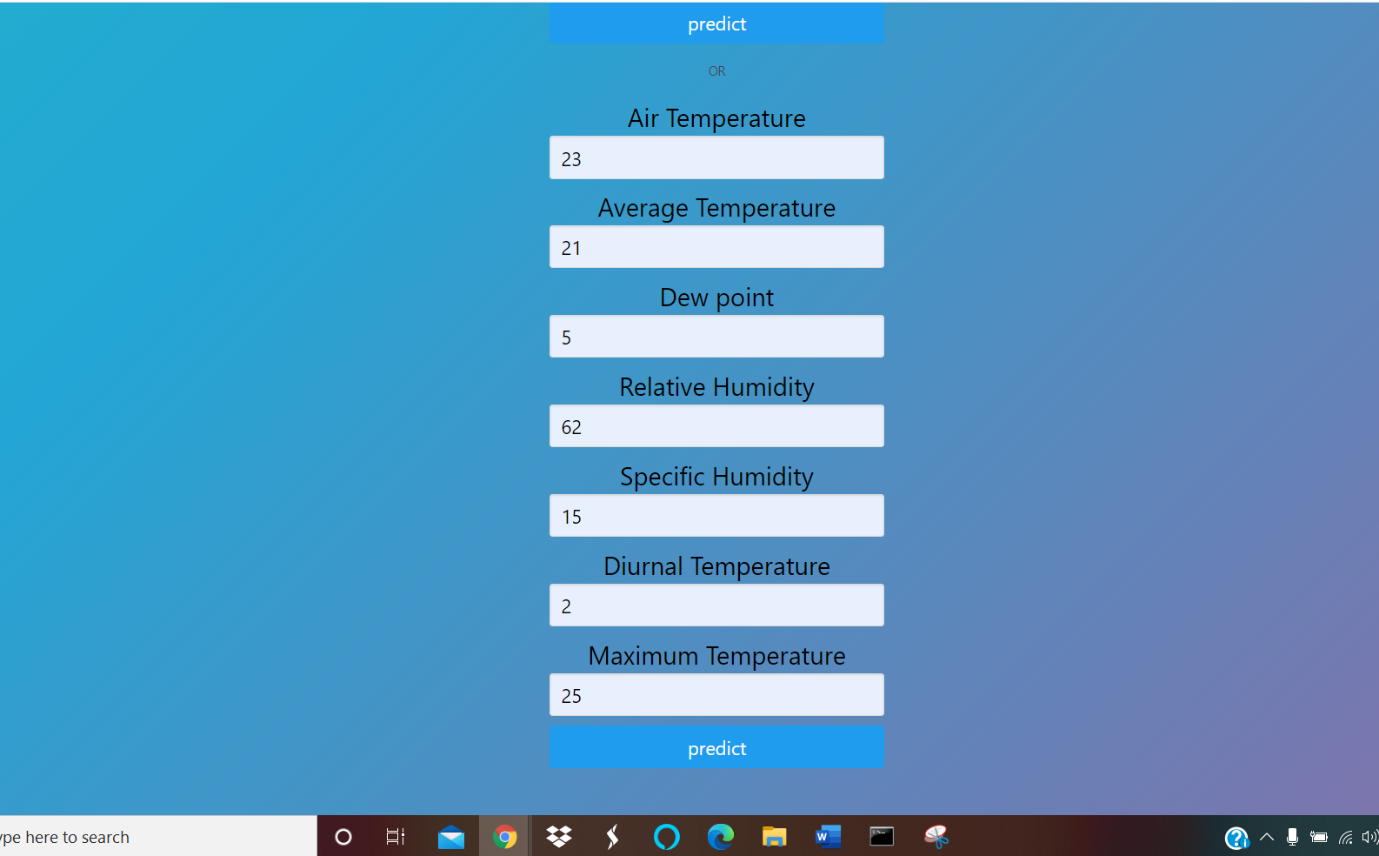 predict
OR
Air Temperature
23
Average Temperature
21
Dew point
5
Relative Humidity
62
Specific Humidity
15
Diurnal Temperature
2
Maximum Temperature
25
predict
ype here to search